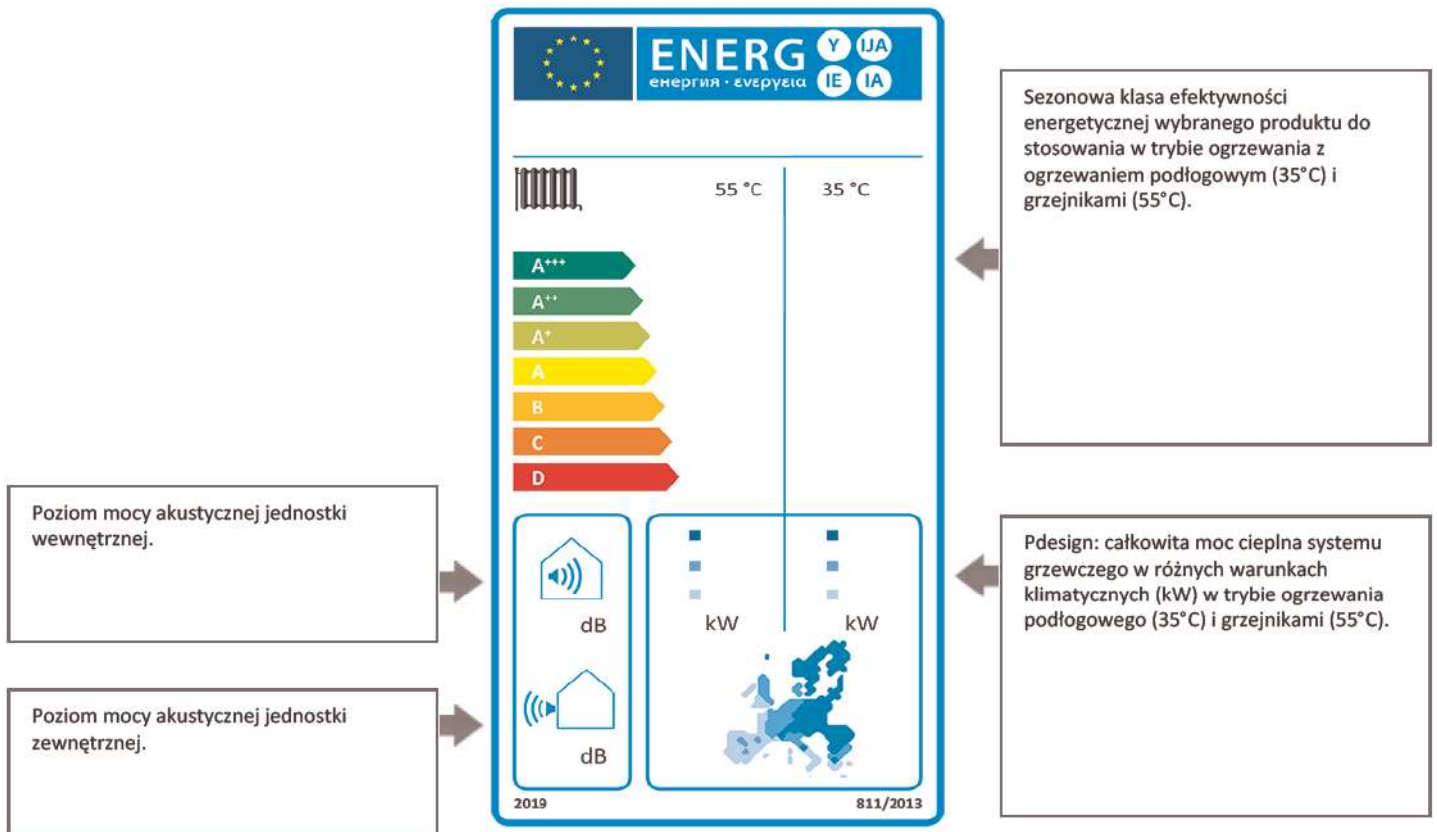 ENERG Y IJA
енергия · ενεργεια IE IA
55 °C 35 °C
A+++
A++
A+
A
B
C
D
dB
dB
kW kW
2019 811/2013
Sezonowa klasa efektywności
energetycznej wybranego produktu do
stosowania w trybie ogrzewania z
ogrzewaniem podłogowym (35°C) i
grzejnikami (55°C).
Poziom mocy akustycznej jednostki
wewnętrznej.
Pdesign: całkowita moc cieplna systemu
grzewczego w różnych warunkach
klimatycznych (kW) w trybie ogrzewania
podłogowego (35°C) i grzejnikami (55°C).
Poziom mocy akustycznej jednostki
zewnętrznej.